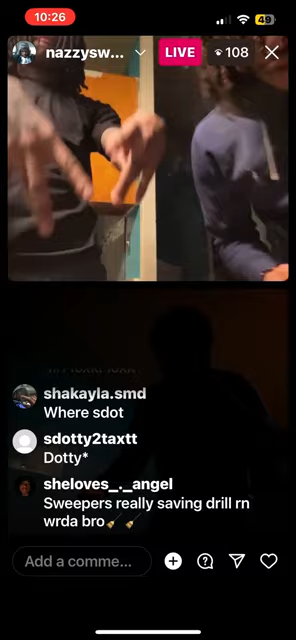 10:26
49
nazzysw...
LIVE
108
shakayla.smd
Where sdot
sdotty2taxtt
Dotty*
sheloves_._angel
Sweepers really saving drill rn
wrda bro🧹🧹
Add a comme...